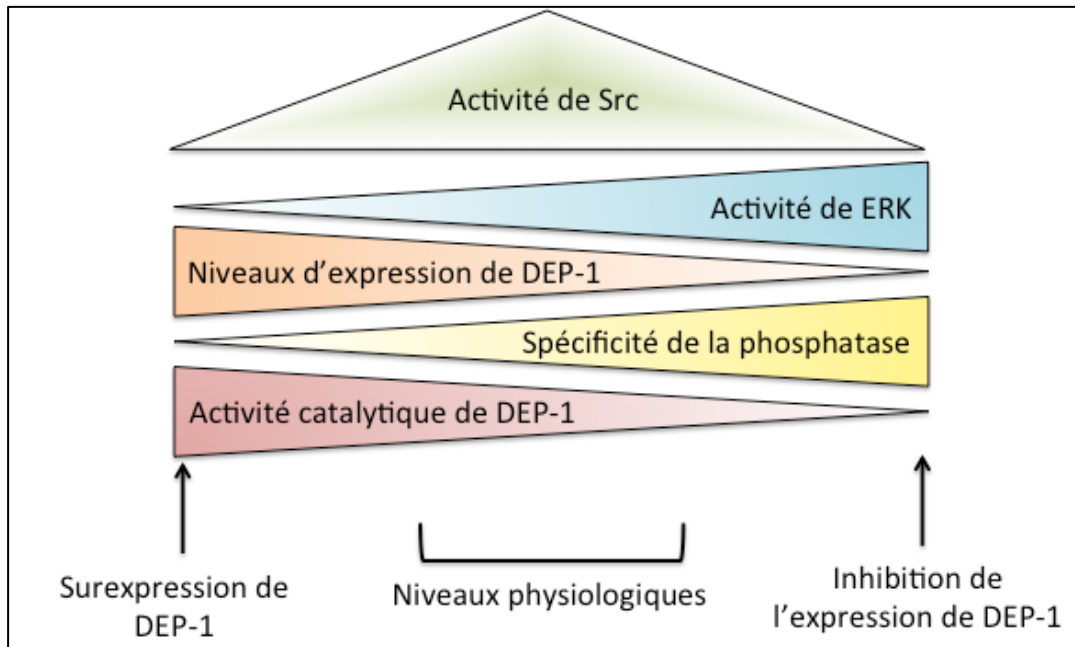 Activité de Src
Activité de ERK
Niveaux d'expression de DEP-1
Spécificité de la phosphatase
Activité catalytique de DEP-1
Surexpression de
DEP-1
Niveaux physiologiques
Inhibition de
l'expression de DEP-1